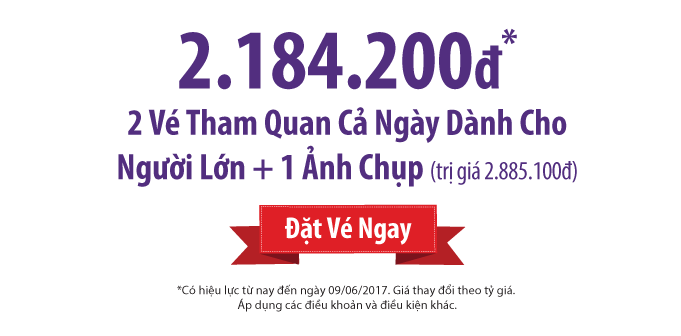 2.184.200đ*
2 Vé Tham Quan Cả Ngày Dành Cho
Người Lớn + 1 Ảnh Chụp (trị giá 2.885.100đ)
Đặt Vé Ngay
*Có hiệu lực từ nay đến ngày 09/06/2017. Giá thay đổi theo tỷ giá.
Áp dụng các điều khoản và điều kiện khác.